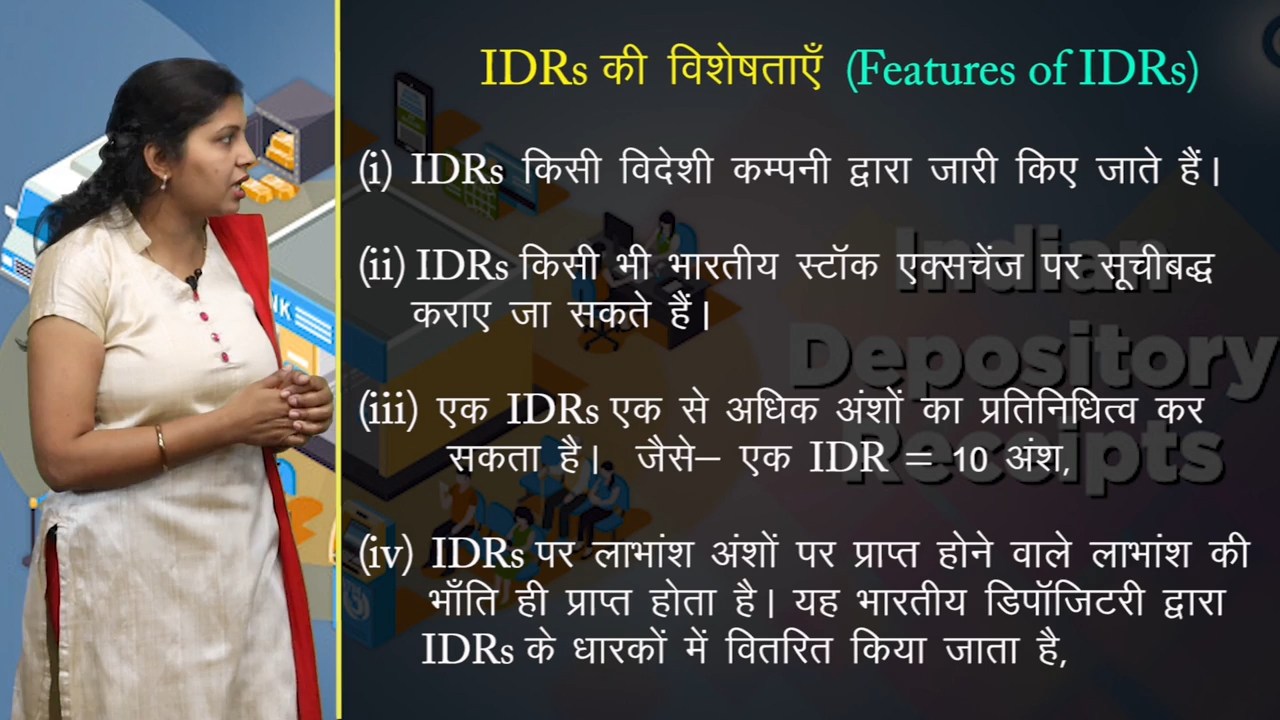 IDRs की विशेषताएँ (Features of IDRs)
(i) IDRs किसी विदेशी कम्पनी द्वारा जारी किए जाते हैं।
(ii) IDRs किसी भी भारतीय स्टॉक एक्सचेंज पर सूचीबद्ध
कराए जा सकते हैं।
(iii) एक IDRs एक से अधिक अंशों का प्रतिनिधित्व कर
सकता है। जैसे– एक IDR = 10 अंश,
(iv) IDRs पर लाभांश अंशों पर प्राप्त होने वाले लाभांश की
भाँति ही प्राप्त होता है। यह भारतीय डिपॉजिटरी द्वारा
IDRs के धारकों में वितरित किया जाता है,
Indian
Depository
Receipts
NK